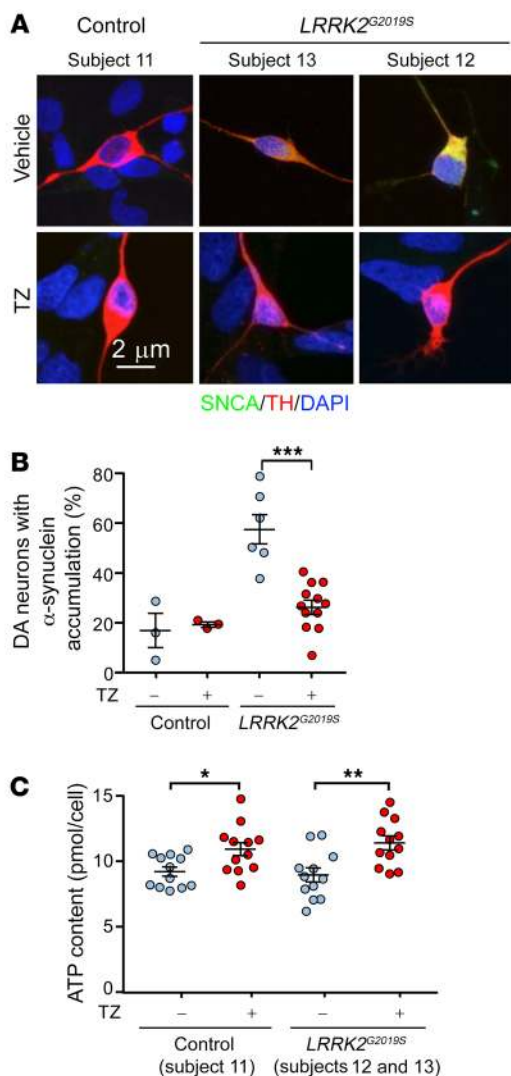 A
Control
LRRK2G2019S
Subject 11
Subject 13
Subject 12
Vehicle
TZ
2 μm
SNCA/TH/DAPI
B
DA neurons with
α-synuclein
accumulation (%)
80
60
40
20
0
***
TZ − + − +
Control LRRK2G2019S
C
ATP content (pmol/cell)
15
10
5
0
* **
TZ − + − +
Control LRRK2G2019S
(subject 11) (subjects 12 and 13)